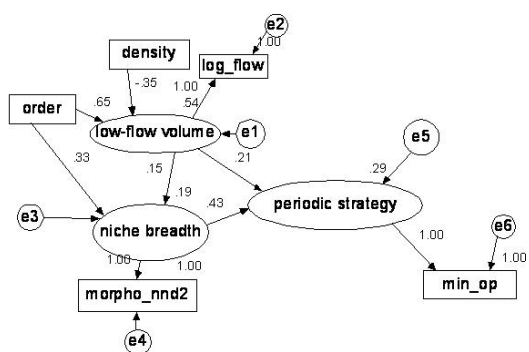 e2
density
1.00
log_flow
-.35
1.00
order
.65
.54
low-flow volume
e1
e5
.33
.15
.21
.29
.19
.43
periodic strategy
e3
niche breadth
e6
1.00
1.00
1.00
1.00
morpho_nnd2
min_op
e4